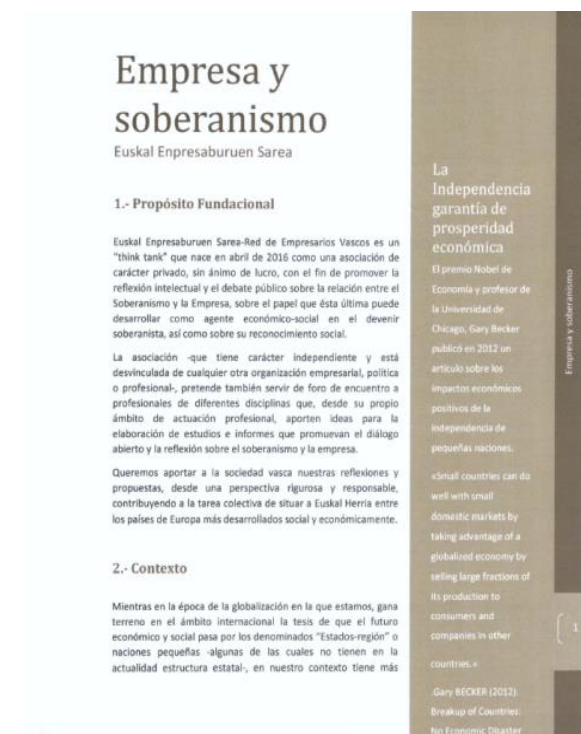 Empresa y
soberanismo
Euskal Enpresaburuen Sarea
1.- Propósito Fundacional
Euskal Enpresaburuen Sarea-Red de Empresarios Vascos es un
"think tank" que nace en abril de 2016 como una asociación de
carácter privado, sin ánimo de lucro, con el fin de promover la
reflexión intelectual y el debate público sobre la relación entre el
Soberanismo y la Empresa, sobre el papel que ésta última puede
desarrollar como agente económico-social en el devenir
soberanista, así como sobre su reconocimiento social.
La asociación -que tiene carácter independiente y está
desvinculada de cualquier otra organización empresarial, política
o profesional-, pretende también servir de foro de encuentro a
profesionales de diferentes disciplinas que, desde su propio
ámbito de actuación profesional, aporten ideas para la
elaboración de estudios e informes que promuevan el diálogo
abierto y la reflexión sobre el soberanismo y la empresa.
Queremos aportar a la sociedad vasca nuestras reflexiones y
propuestas, desde una perspectiva rigurosa y responsable,
contribuyendo a la tarea colectiva de situar a Euskal Herria entre
los países de Europa más desarrollados social y económicamente.
2.- Contexto
Mientras en la época de la globalización en la que estamos, gana
terreno en el ámbito internacional la tesis de que el futuro
económico y social pasa por los denominados "Estados-región" o
naciones pequeñas -algunas de las cuales no tienen en la
actualidad estructura estatal-, en nuestro contexto tiene más
La
Independencia
garantía de
prosperidad
económica
El premio Nobel de
Economía y profesor de
la Universidad de
Chicago, Gary Becker
publicó en 2012 un
artículo sobre los
impactos económicos
positivos de la
independencia de
pequeñas naciones.
«Small countries can do
well with small
domestic markets by
taking advantage of a
globalized economy by
selling large fractions of
its production to
consumers and
companies in other
countries.»
.Gary BECKER (2012):
Breakup of Countries:
No Economic Disaster
Empresa y soberanismo
1